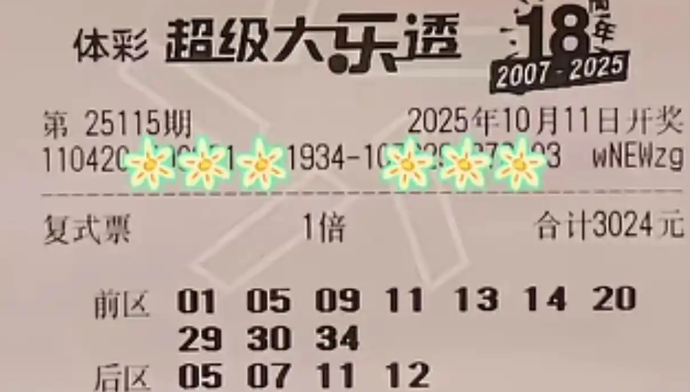 体彩 超级大乐透 18周年 2007-2025
第 25115期 2025年10月11日开奖
110420 1934-10 03 wNEWzg
复式票 1倍 合计3024元
前区 01 05 09 11 13 14 20
29 30 34
后区 05 07 11 12